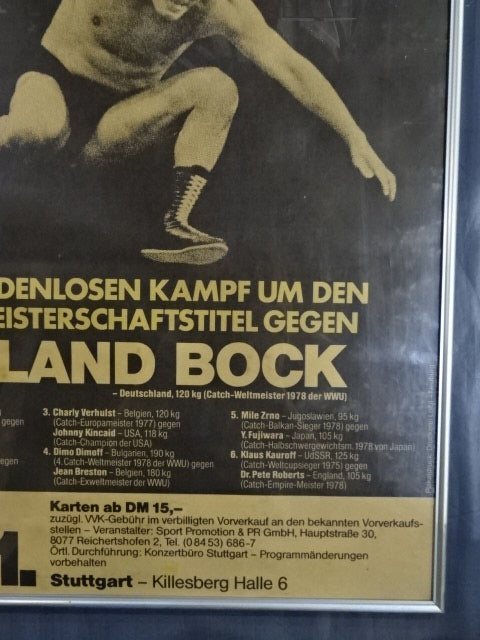 DENLOSEN KAMPF UM DEN
EISTERSCHAFTSTITEL GEGEN
LAND BOCK
– Deutschland, 120 kg (Catch-Weltmeister 1978 der WWU)
gegen
egen
3. Charly Verhulst – Belgien, 120 kg
(Catch-Europameister 1977) gegen
Johnny Kincaid – USA, 118 kg
(Catch-Champion der USA)
4. Dimo Dimoff – Bulgarien, 190 kg
(4. Catch-Weltmeister 1978 der WWU) gegen
Jean Breston – Belgien, 180 kg
(Catch-Exweltmeister der WWU)
5. Mile Zrno – Jugoslawien, 95 kg
(Catch-Balkan-Sieger 1978) gegen
Y. Fujiwara – Japan, 105 kg
(Catch-Halbschwergewichtsm. 1978 von Japan)
6. Klaus Kauroff – UdSSR, 125 kg
(Catch-Weltcupsieger 1975) gegen
Dr. Pete Roberts – England, 105 kg
(Catch-Empire-Meister 1978)
Karten ab DM 15,–
zuzügl. VVK-Gebühr im verbilligten Vorverkauf an den bekannten Vorverkaufs-
stellen – Veranstalter: Sport Promotion & PR GmbH, Hauptstraße 30,
8077 Reichertshofen 2, Tel. (0 84 53) 686-7
Örtl. Durchführung: Konzertbüro Stuttgart – Programmänderungen
vorbehalten
1.
Stuttgart – Killesberg Halle 6